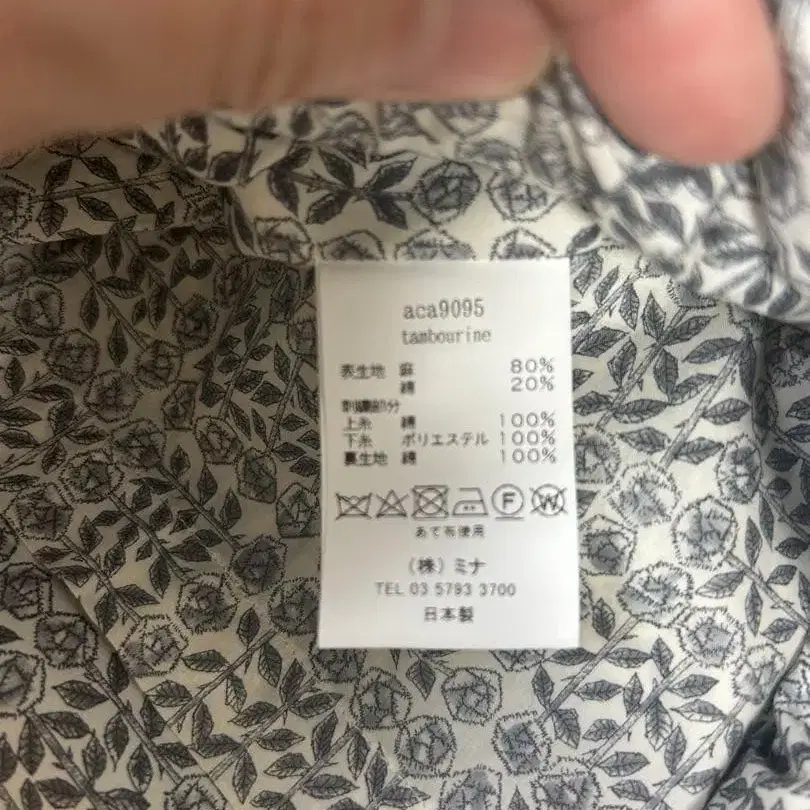 aca9095
tambourine
表生地 麻 80%
綿 20%
刺繍部分
上糸 綿 100%
下糸 ポリエステル 100%
裏生地 綿 100%
F W
あて布使用
(株) ミナ
TEL 03 5793 3700
日本製